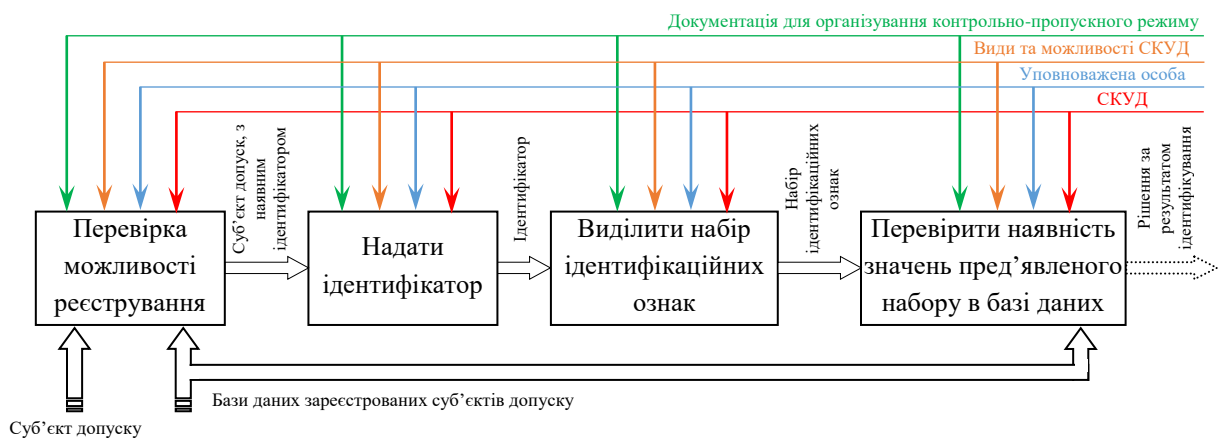 Документація для організування контрольно-пропускного режиму
Види та можливості СКУД
Уповноважена особа
СКУД
Суб’єкт допуск, з
наявним
ідентифікатором
Ідентифікатор
Набір
ідентифікаційних
ознак
Рішення за
результатом
ідентифікування
Перевірка
можливості
реєстрування
Надати
ідентифікатор
Виділити набір
ідентифікаційних
ознак
Перевірити наявність
значень пред’явленого
набору в базі даних
Бази даних зареєстрованих суб’єктів допуску
Суб’єкт допуску